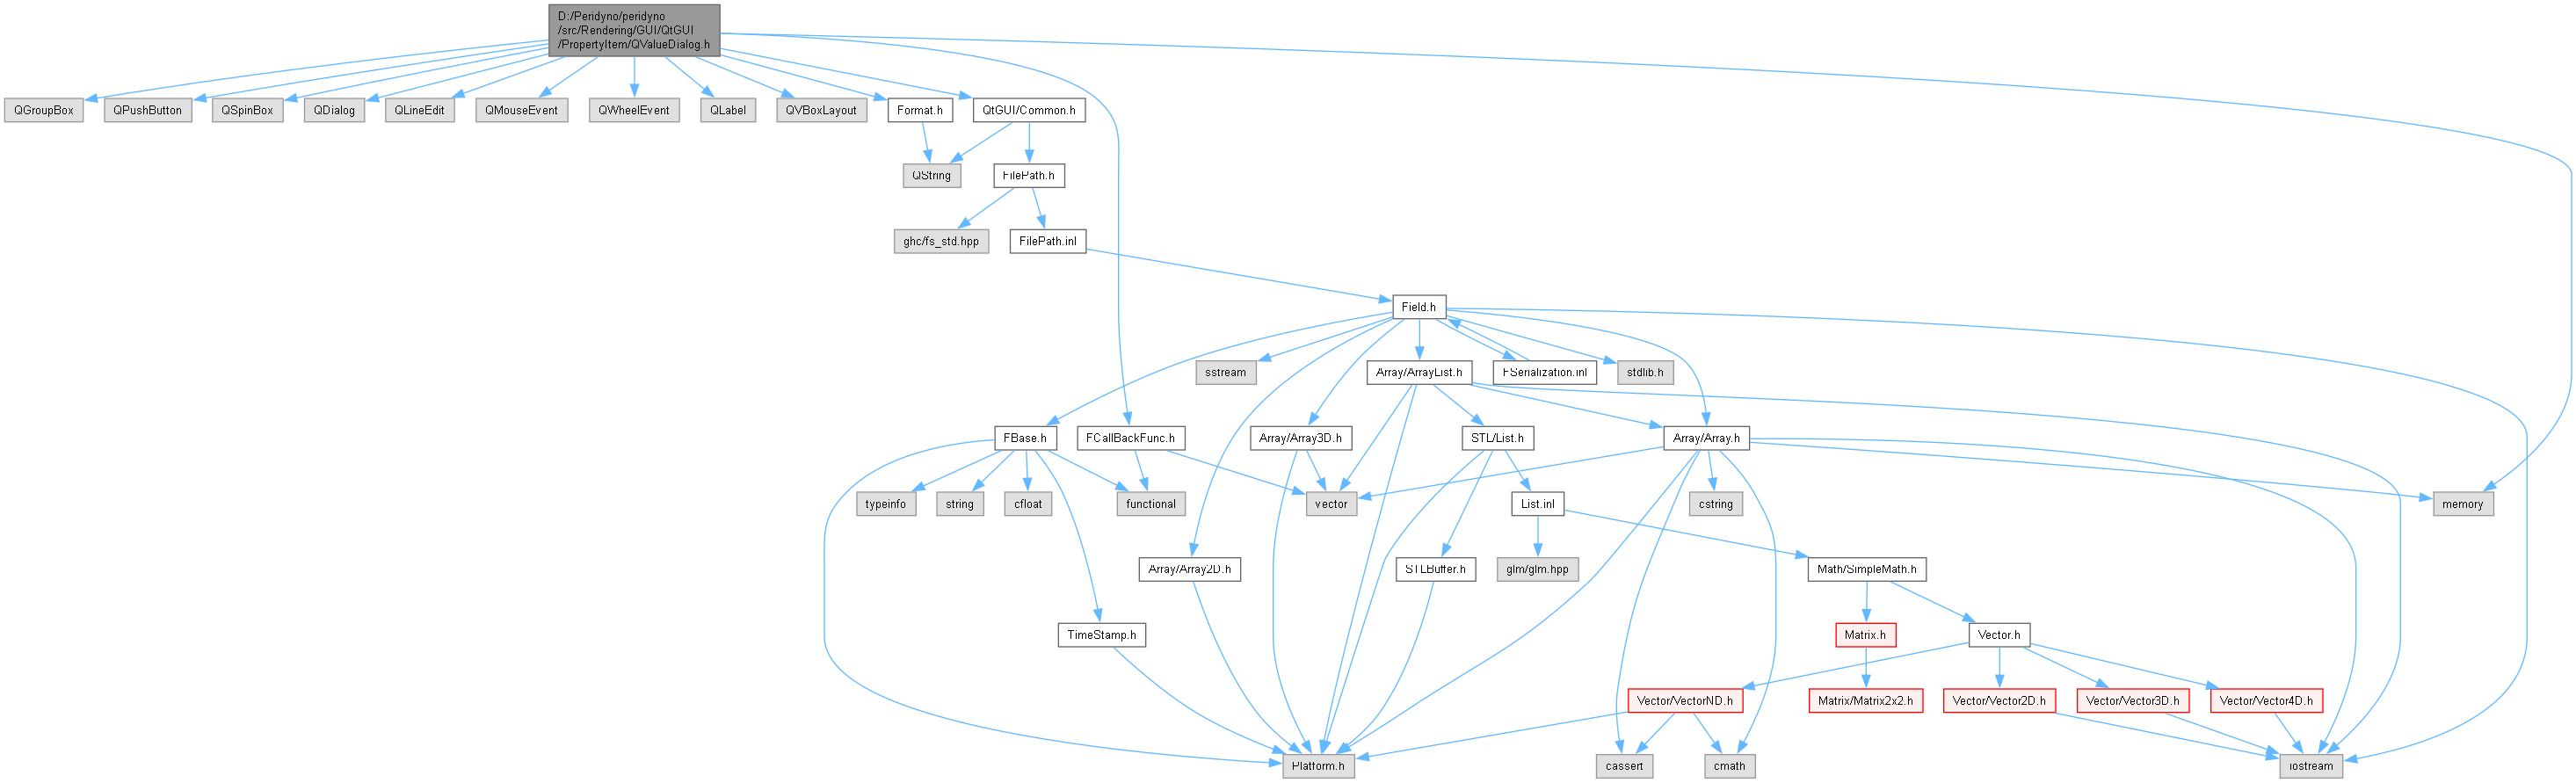 D:/Peridyno/peridyno
/src/Rendering/GUI/QtGUI
/PropertyItem/QValueDialog.h
QGroupBox
QPushButton
QSpinBox
QDialog
QLineEdit
QMouseEvent
QWheelEvent
QLabel
QVBoxLayout
Format.h
QtGUI/Common.h
QString
FilePath.h
ghc/fs_std.hpp
FilePath.inl
Field.h
sstream
Array/ArrayList.h
FSerialization.inl
stdlib.h
FBase.h
FCallBackFunc.h
Array/Array3D.h
STL/List.h
Array/Array.h
typeinfo
string
cfloat
functional
vector
List.inl
cstring
memory
Array/Array2D.h
STLBuffer.h
glm/glm.hpp
Math/SimpleMath.h
TimeStamp.h
Matrix.h
Vector.h
Vector/VectorND.h
Matrix/Matrix2x2.h
Vector/Vector2D.h
Vector/Vector3D.h
Vector/Vector4D.h
Platform.h
cassert
cmath
iostream